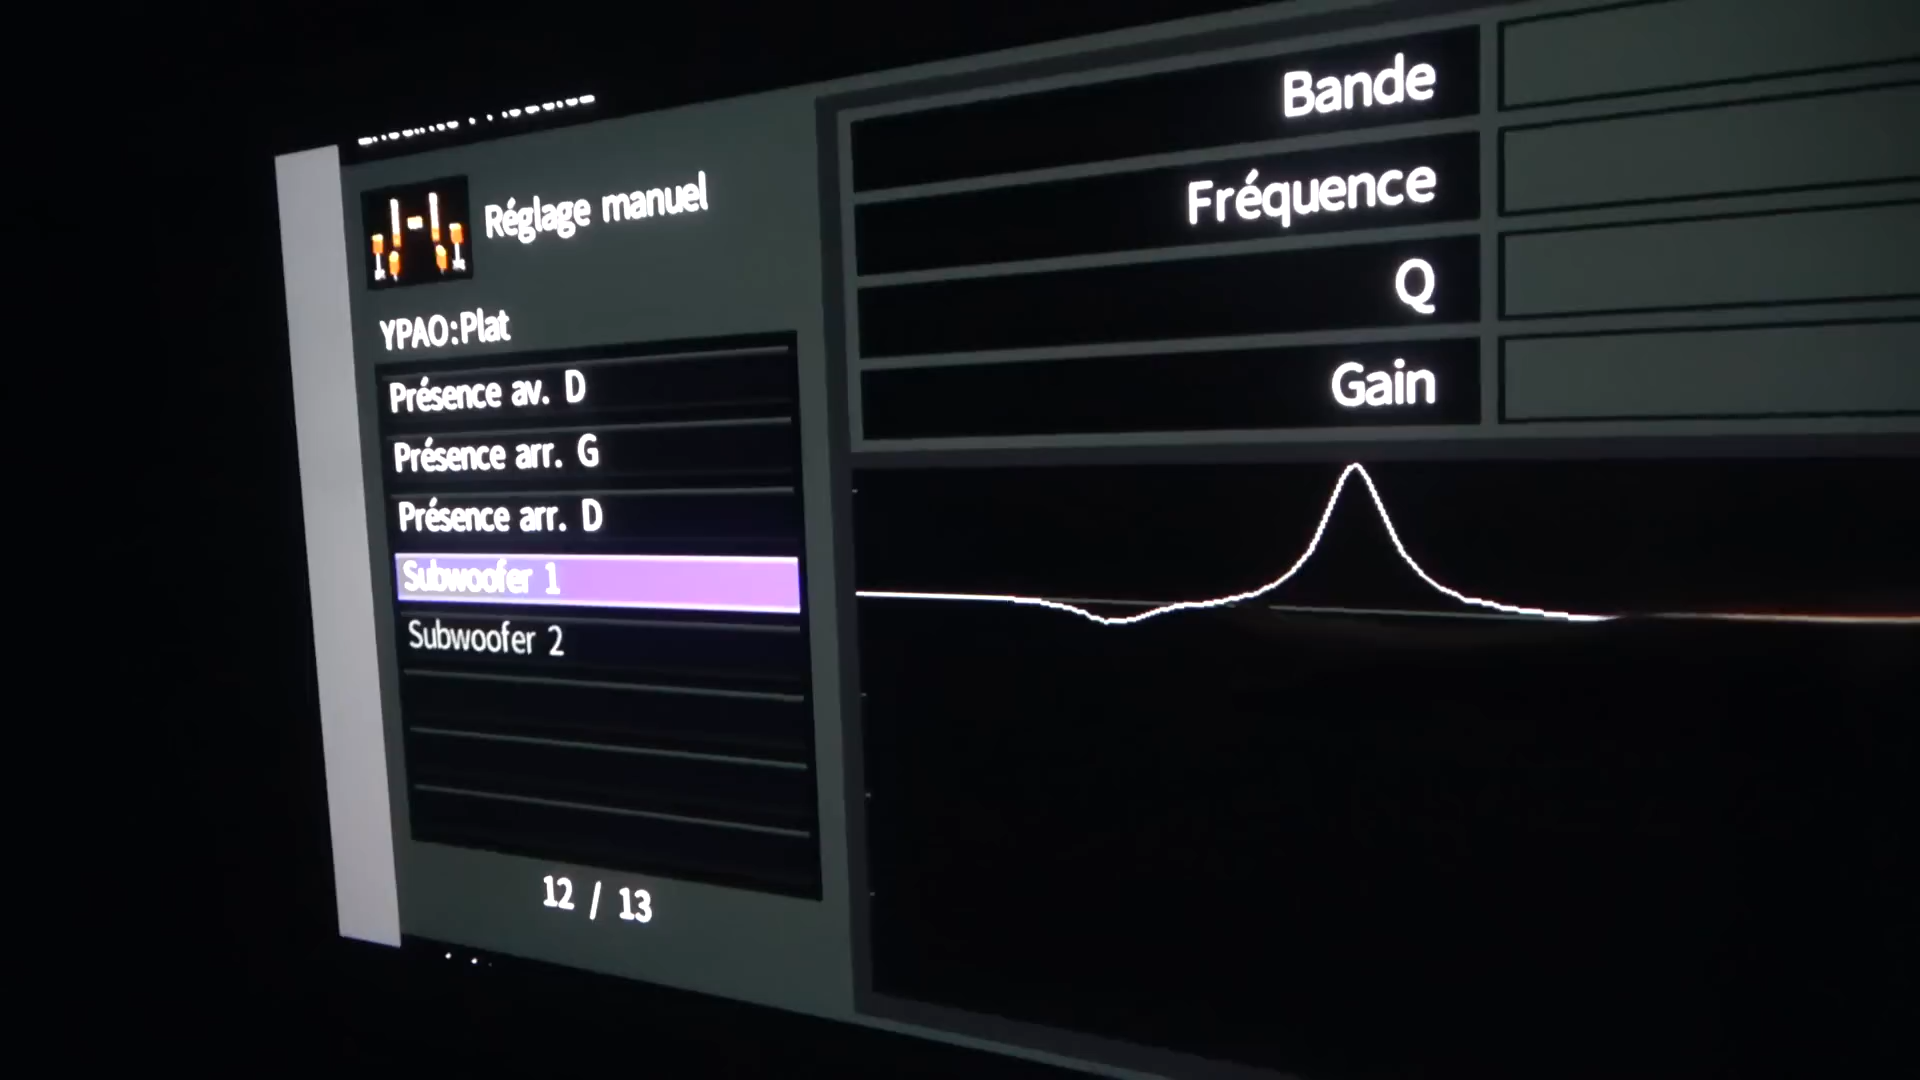 Réglage manuel
YPAO:Plat
Présence av. D
Présence arr. G
Présence arr. D
Subwoofer 1
Subwoofer 2
12 / 13
Bande
Fréquence
Q
Gain